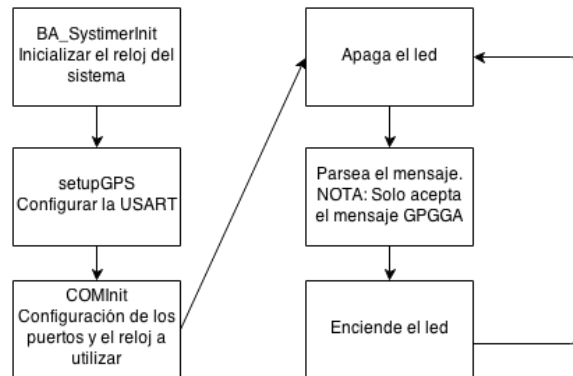 BA_SystimerInit
Inicializar el reloj del
sistema
setupGPS
Configurar la USART
COMInit
Configuración de los
puertos y el reloj a
utilizar
Apaga el led
Parsea el mensaje.
NOTA: Solo acepta
el mensaje GPGGA
Enciende el led